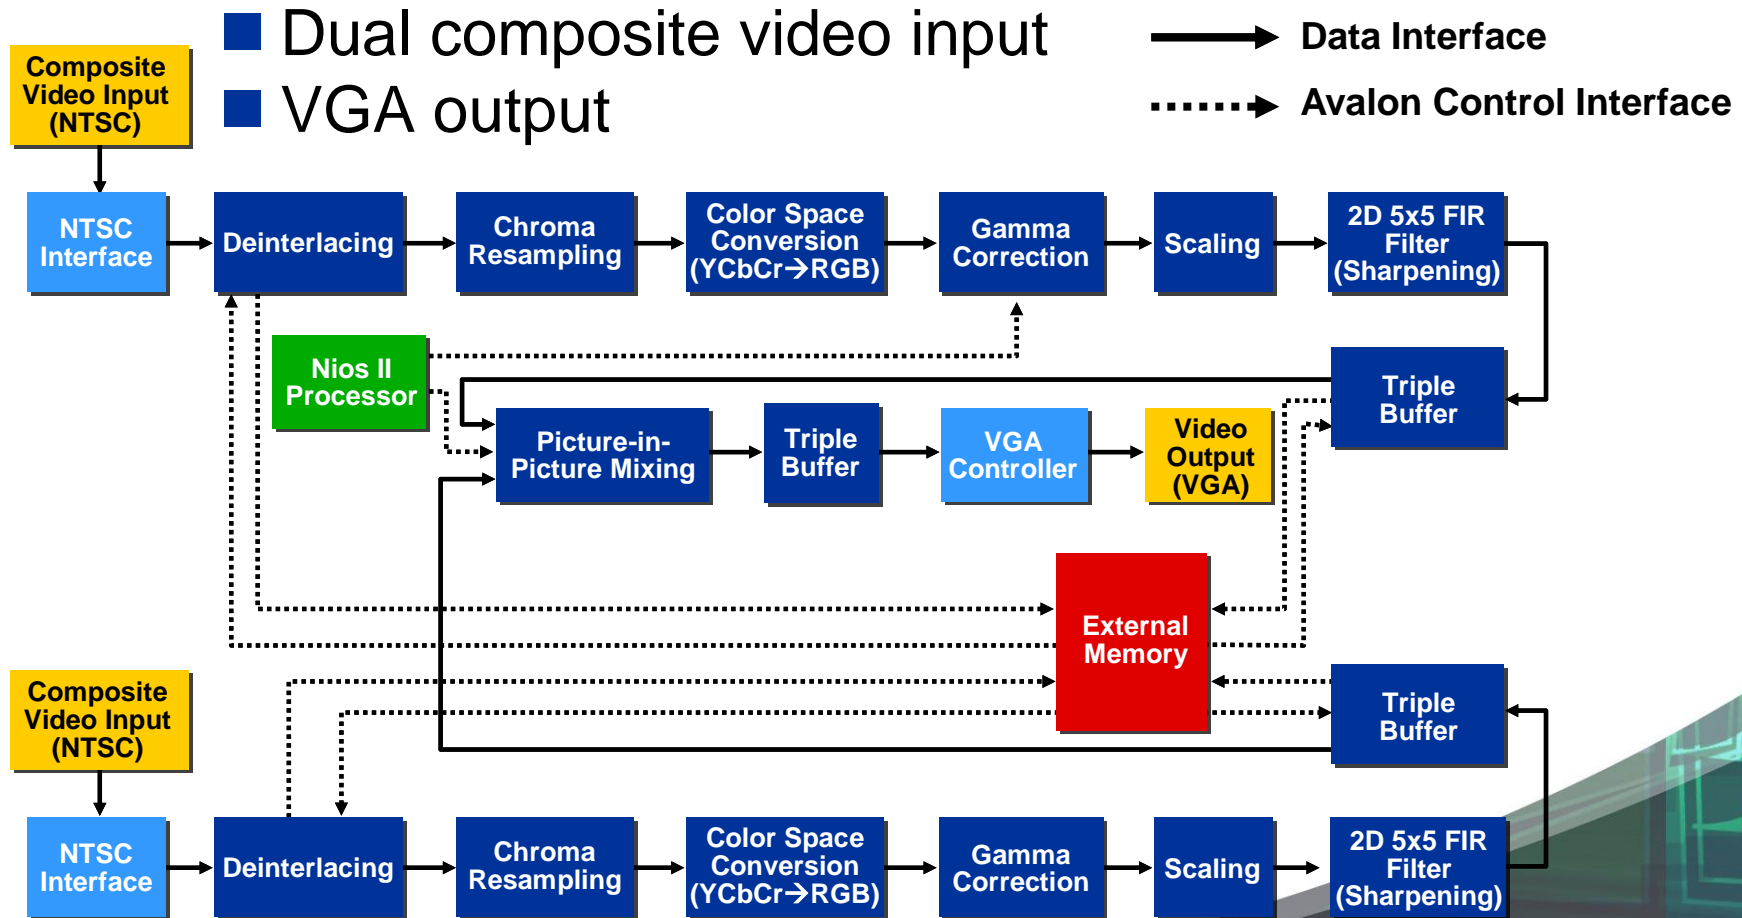 Dual composite video input
VGA output
Data Interface
Avalon Control Interface
Composite
Video Input
(NTSC)
NTSC
Interface
Deinterlacing
Chroma
Resampling
Color Space
Conversion
(YCbCr→RGB)
Gamma
Correction
Scaling
2D 5x5 FIR
Filter
(Sharpening)
Nios II
Processor
Triple
Buffer
Picture-in-
Picture Mixing
Triple
Buffer
VGA
Controller
Video
Output
(VGA)
External
Memory
Composite
Video Input
(NTSC)
Triple
Buffer
NTSC
Interface
Deinterlacing
Chroma
Resampling
Color Space
Conversion
(YCbCr→RGB)
Gamma
Correction
Scaling
2D 5x5 FIR
Filter
(Sharpening)